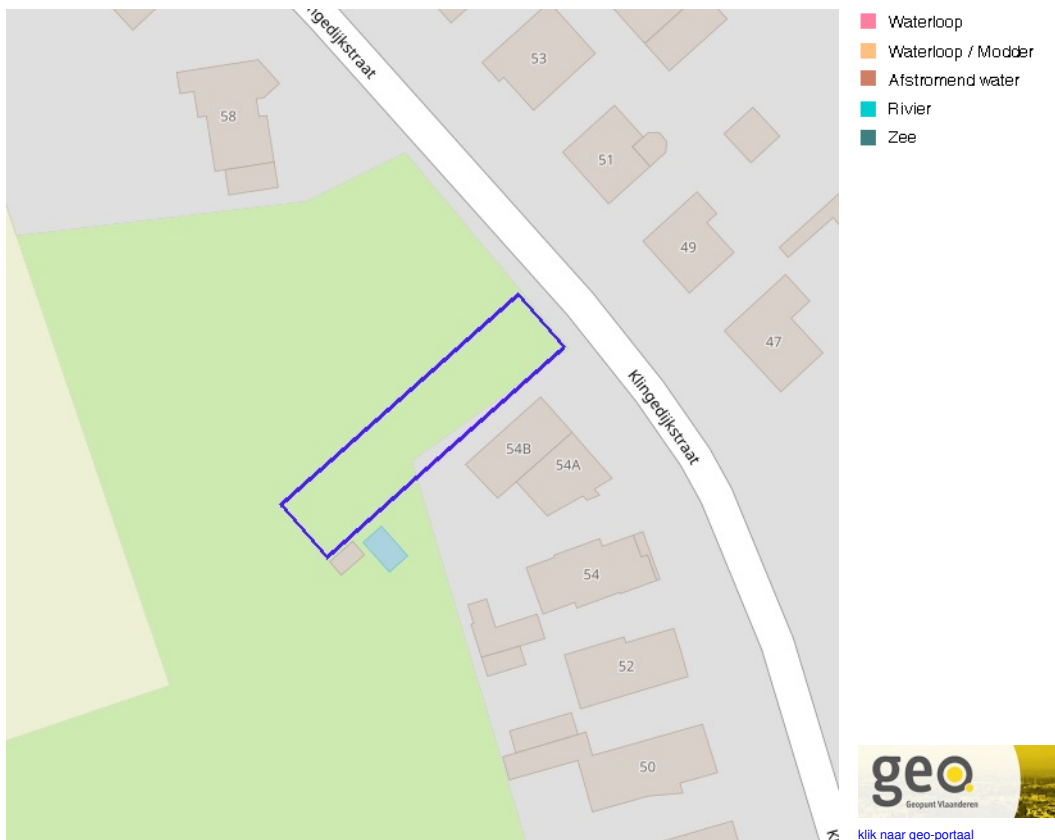 ngedijkstraat
53
58
51
49
47
Klingedijkstraat
54B
54A
54
52
50
Waterloop
Waterloop / Modder
Afstromend water
Rivier
Zee
geo.
Geopunt Vlaanderen
klik naar geo-portaal